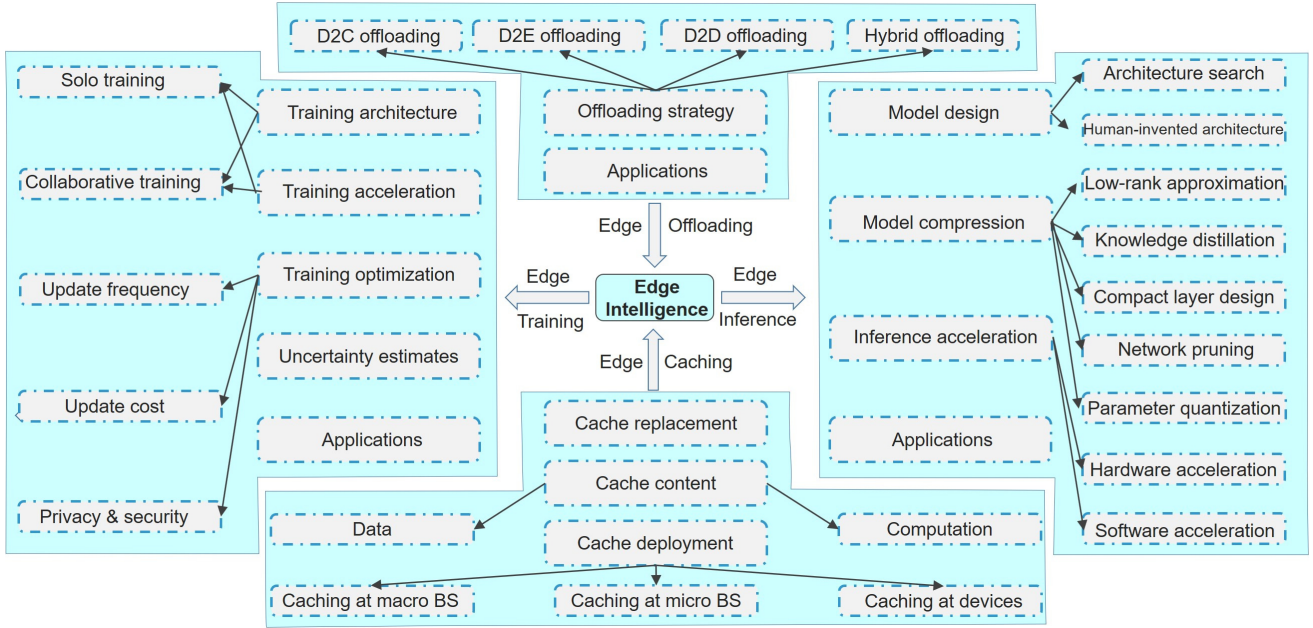 D2C offloading
D2E offloading
D2D offloading
Hybrid offloading
Offloading strategy
Applications
Solo training
Training architecture
Collaborative training
Training acceleration
Update frequency
Training optimization
Uncertainty estimates
Update cost
Applications
Privacy & security
Edge Offloading
Edge
Training
Edge
Intelligence
Edge
Inference
Edge Caching
Model design
Architecture search
Human-invented architecture
Model compression
Low-rank approximation
Knowledge distillation
Compact layer design
Network pruning
Parameter quantization
Inference acceleration
Hardware acceleration
Software acceleration
Applications
Cache replacement
Cache content
Data
Computation
Cache deployment
Caching at macro BS
Caching at micro BS
Caching at devices